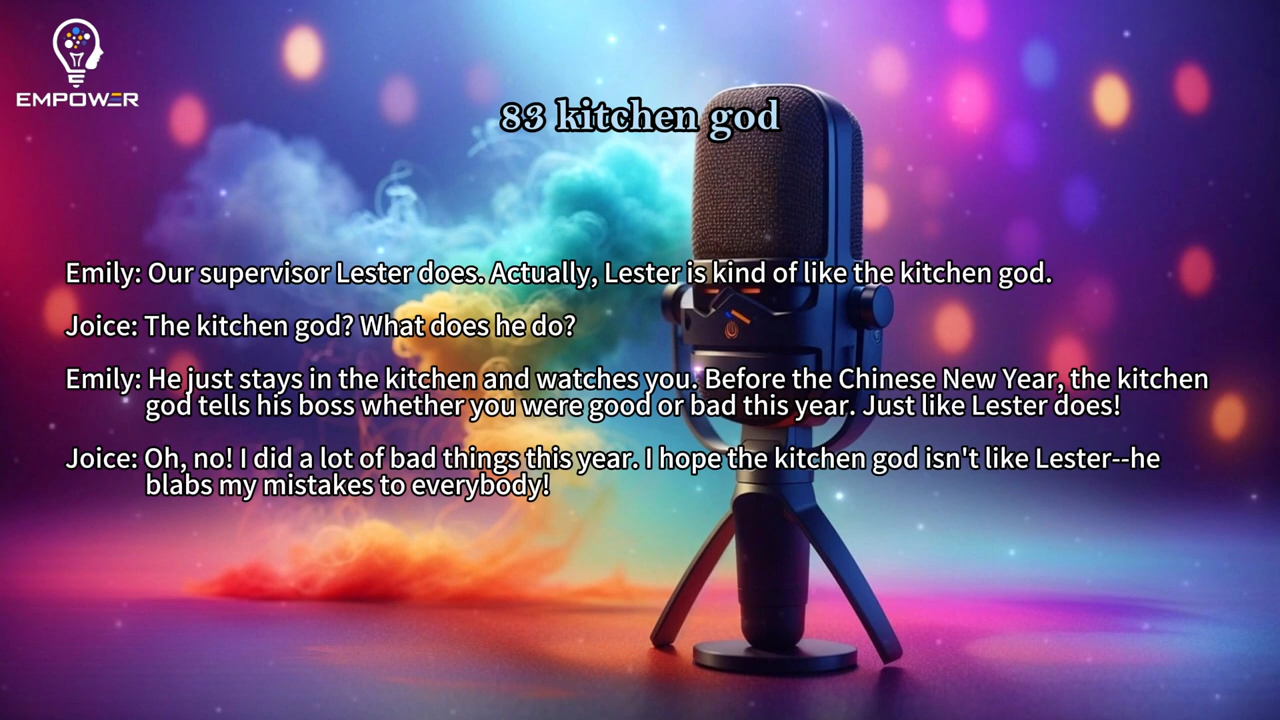 EMPOWER
83 kitchen god
Emily: Our supervisor Lester does. Actually, Lester is kind of like the kitchen god.
Joice: The kitchen god? What does he do?
Emily: He just stays in the kitchen and watches you. Before the Chinese New Year, the kitchen
god tells his boss whether you were good or bad this year. Just like Lester does!
Joice: Oh, no! I did a lot of bad things this year. I hope the kitchen god isn't like Lester--he
blabs my mistakes to everybody!